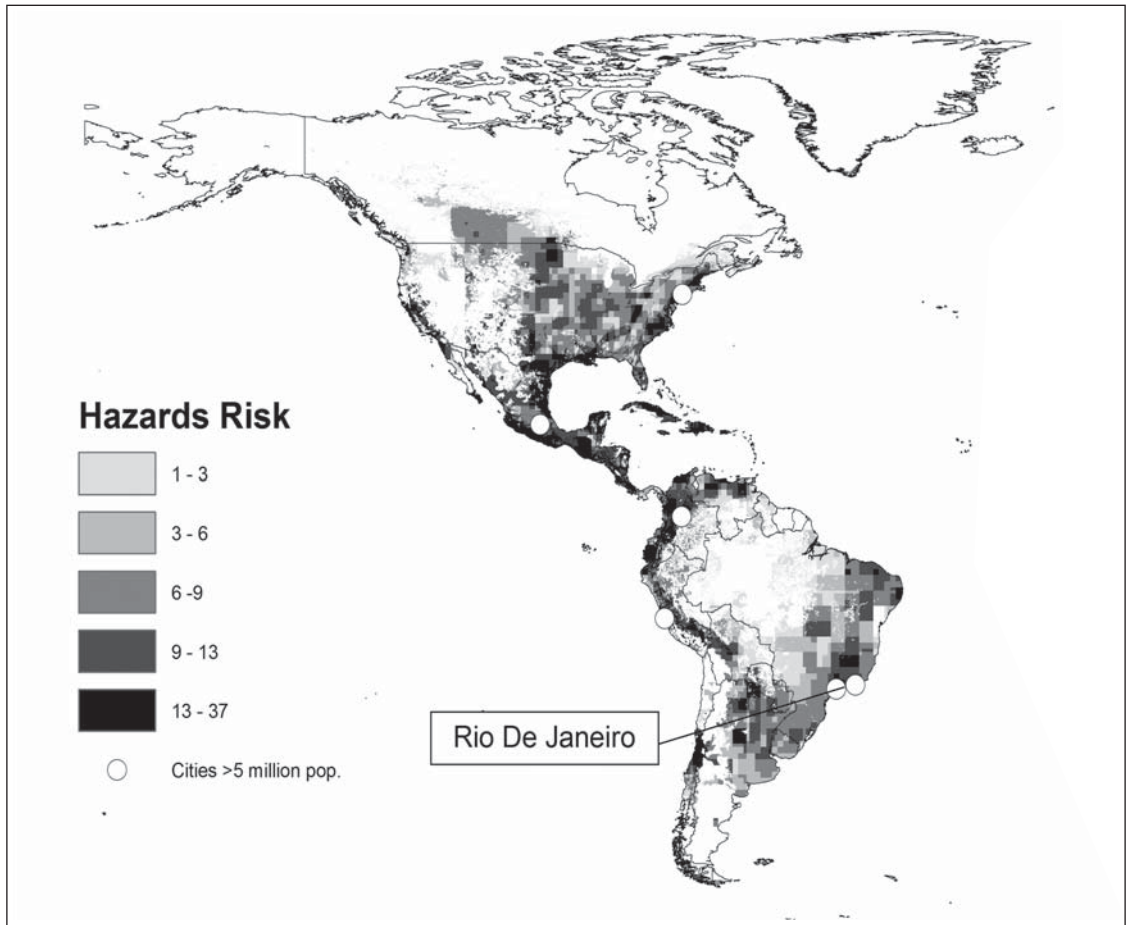 Hazards Risk
1 - 3
3 - 6
6 -9
9 - 13
13 - 37
Cities >5 million pop.
Rio De Janeiro